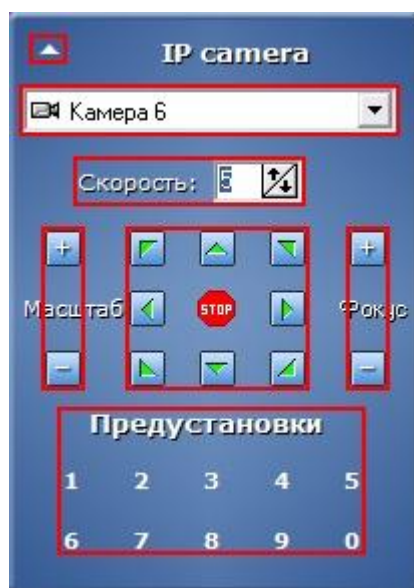 IP camera
Камера 6
Скорость: 5
+ +
Масштаб STOP Фокус
- -
Предустановки
1 2 3 4 5
6 7 8 9 0